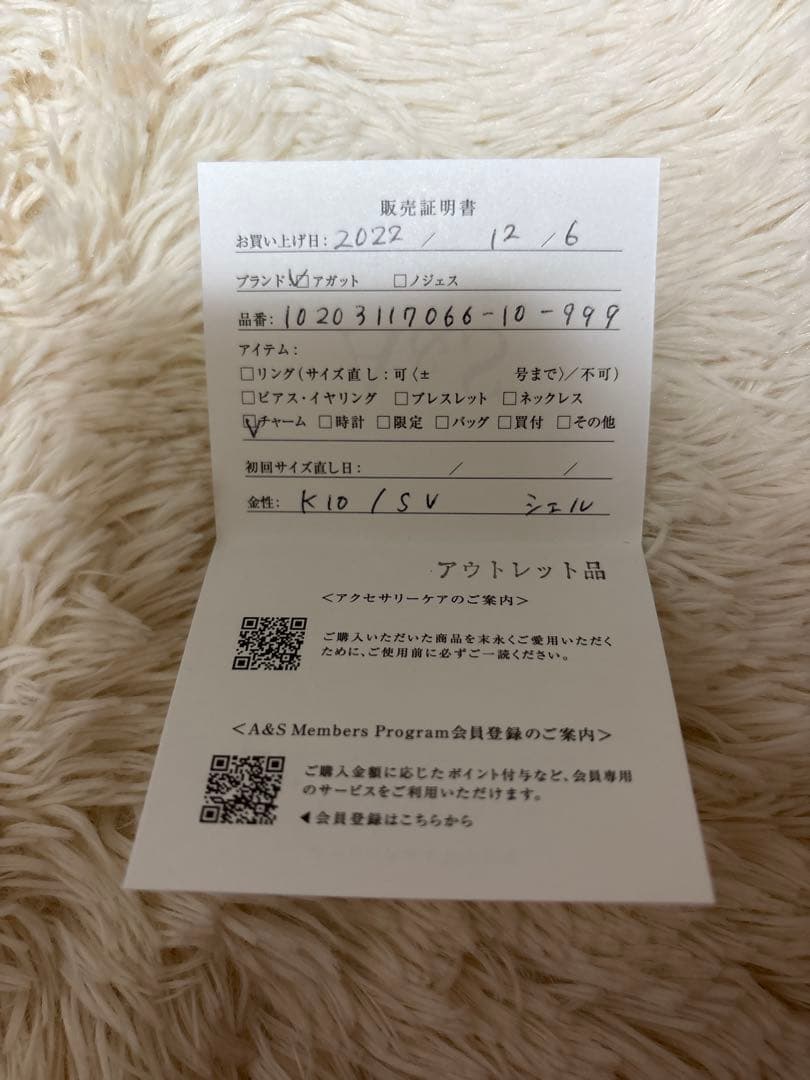 販売証明書
お買い上げ日: 2022 / 12 / 6
ブランド: ☑アガット □ノジェス
品番: 10203117066-10-999
アイテム:
□リング(サイズ直し:可〈± 号まで〉/不可)
□ピアス・イヤリング □ブレスレット □ネックレス
☑チャーム □時計 □限定 □バッグ □買付 □その他
初回サイズ直し日: / /
金性: K10 / SV シェル
アウトレット品
<アクセサリーケアのご案内>
ご購入いただいた商品を末永くご愛用いただく
ために、ご使用前に必ずご一読ください。
<A&S Members Program会員登録のご案内>
ご購入金額に応じたポイント付与など、会員専用
のサービスをご利用いただけます。
◀会員登録はこちらから